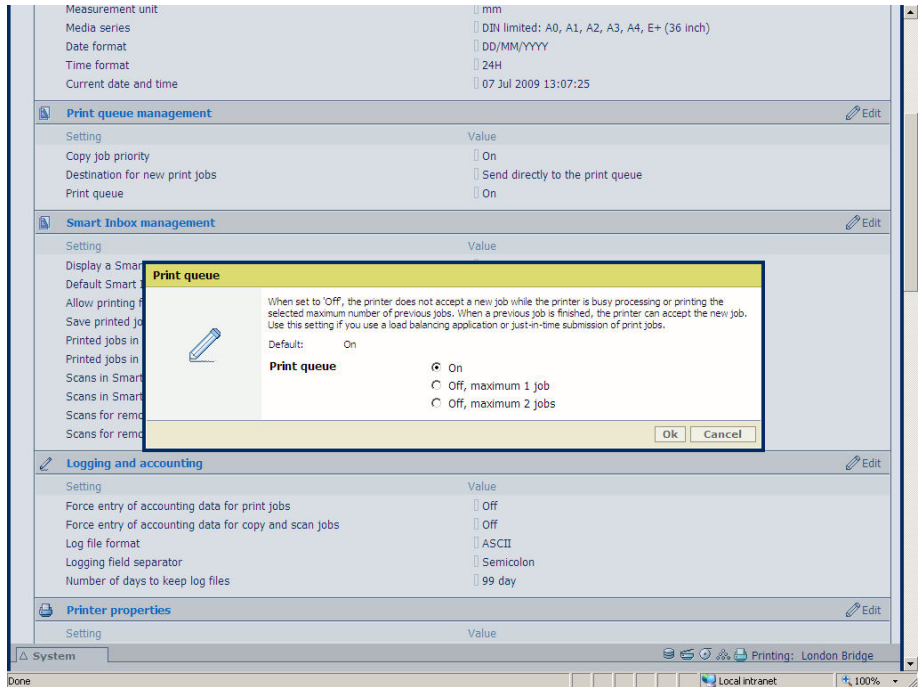 Measurement unit mm
Media series DIN limited: A0, A1, A2, A3, A4, E+ (36 inch)
Date format DD/MM/YYYY
Time format 24H
Current date and time 07 Jul 2009 13:07:25
Print queue management Edit
Setting Value
Copy job priority On
Destination for new print jobs Send directly to the print queue
Print queue On
Smart Inbox management Edit
Setting Value
Display a Smar
Default Smart I
Allow printing f
Save printed jo
Printed jobs in
Printed jobs in
Scans in Smart
Scans in Smart
Scans for remo
Scans for remo
Print queue
When set to 'Off', the printer does not accept a new job while the printer is busy processing or printing the
selected maximum number of previous jobs. When a previous job is finished, the printer can accept the new job.
Use this setting if you use a load balancing application or just-in-time submission of print jobs.
Default: On
Print queue On
Off, maximum 1 job
Off, maximum 2 jobs
Ok Cancel
Logging and accounting Edit
Setting Value
Force entry of accounting data for print jobs Off
Force entry of accounting data for copy and scan jobs Off
Log file format ASCII
Logging field separator Semicolon
Number of days to keep log files 99 day
Printer properties Edit
Setting Value
System Printing: London Bridge
Done Local intranet 100%